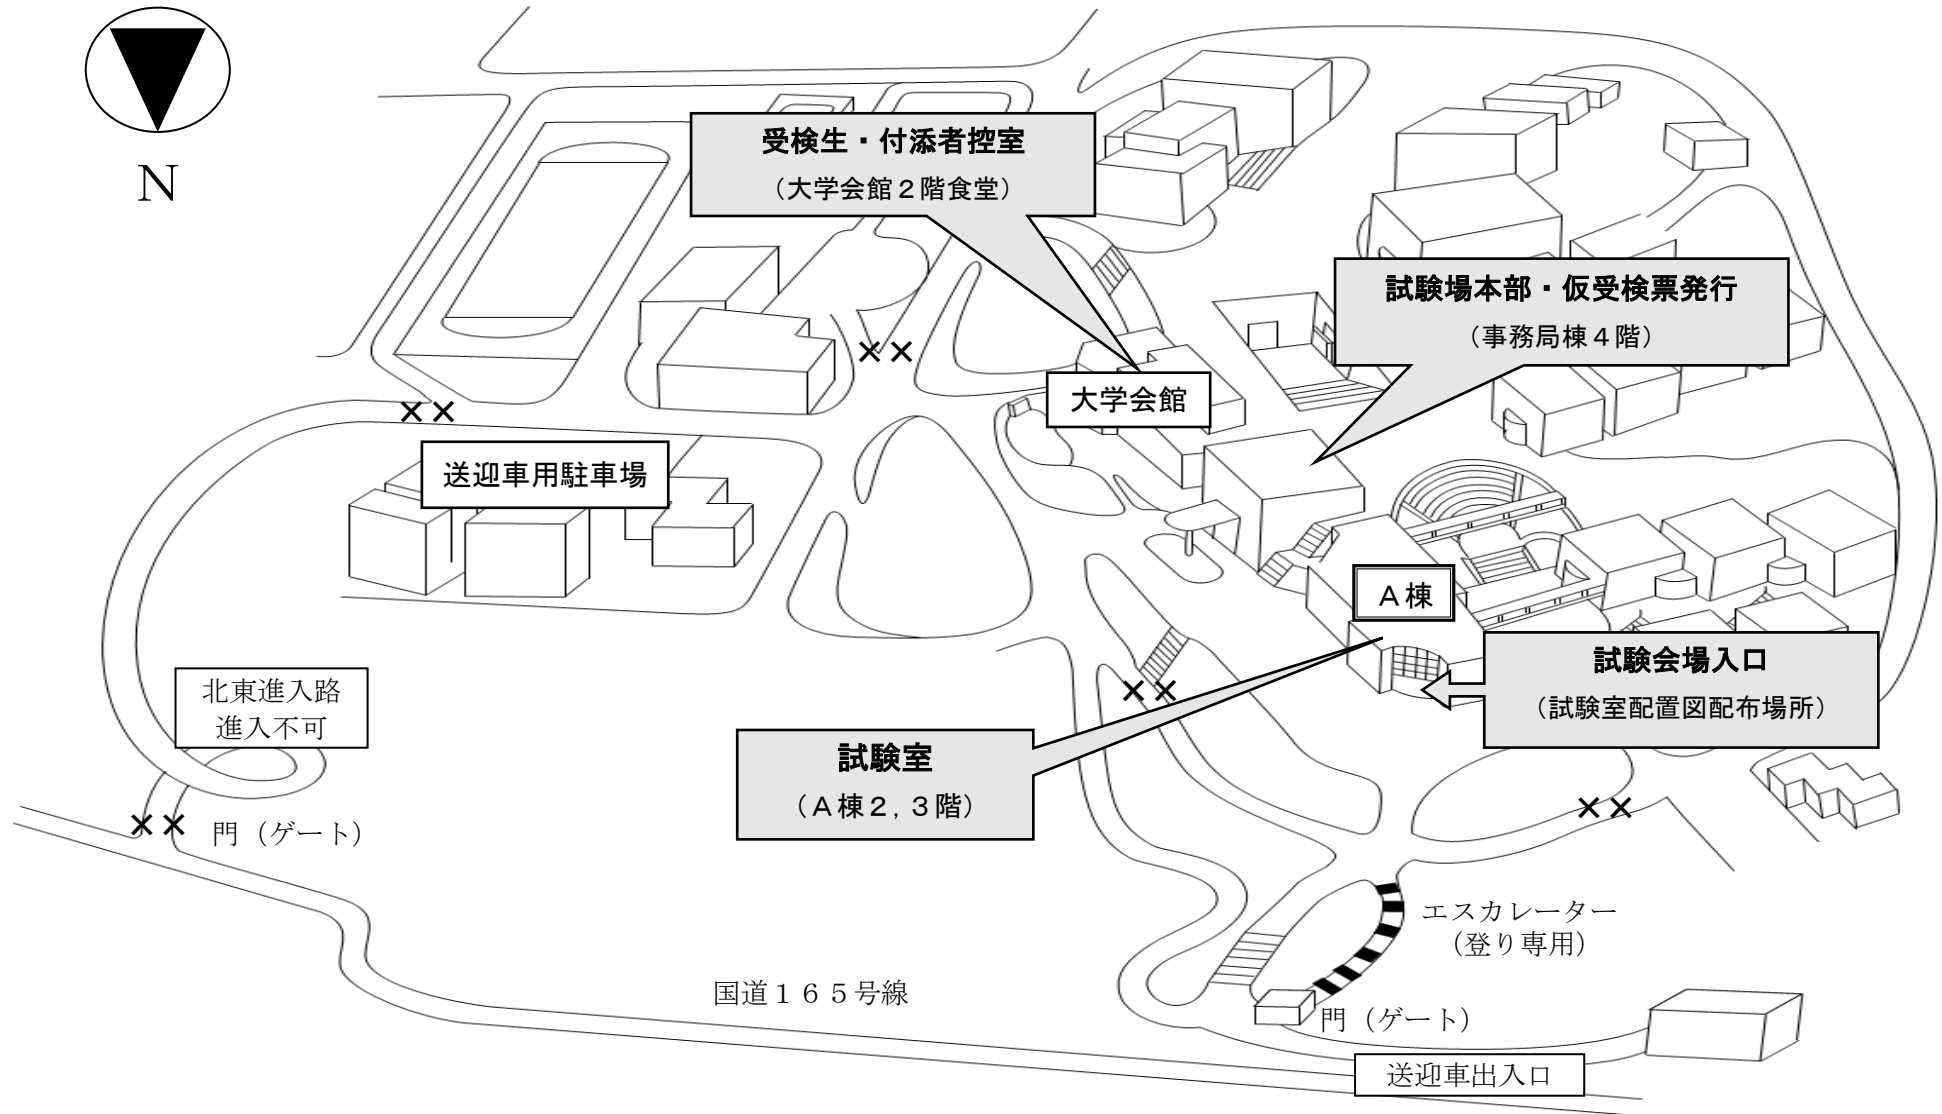 N
受検生・付添者控室
（大学会館２階食堂）
試験場本部・仮受検票発行
（事務局棟４階）
大学会館
送迎車用駐車場
Ａ棟
試験会場入口
（試験室配置図配布場所）
北東進入路
進入不可
試験室
（Ａ棟２，３階）
門（ゲート）
エスカレーター
（登り専用）
国道１６５号線
門（ゲート）
送迎車出入口